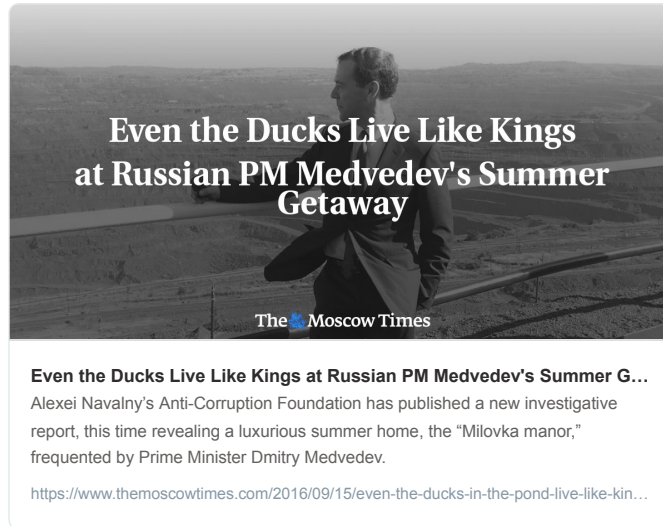 Even the Ducks Live Like Kings
at Russian PM Medvedev's Summer
Getaway
The Moscow Times
Even the Ducks Live Like Kings at Russian PM Medvedev's Summer G…
Alexei Navalny’s Anti-Corruption Foundation has published a new investigative
report, this time revealing a luxurious summer home, the “Milovka manor,”
frequented by Prime Minister Dmitry Medvedev.
https://www.themoscowtimes.com/2016/09/15/even-the-ducks-in-the-pond-live-like-kin…